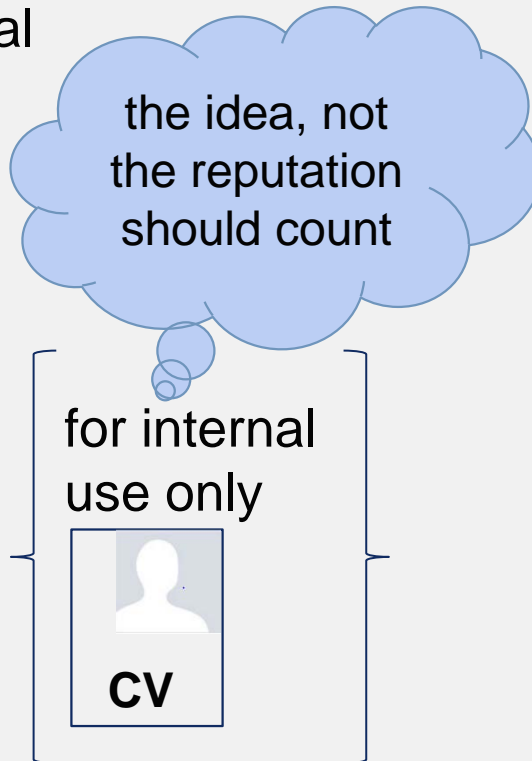 al
the idea, not
the reputation
should count
for internal
use only
CV